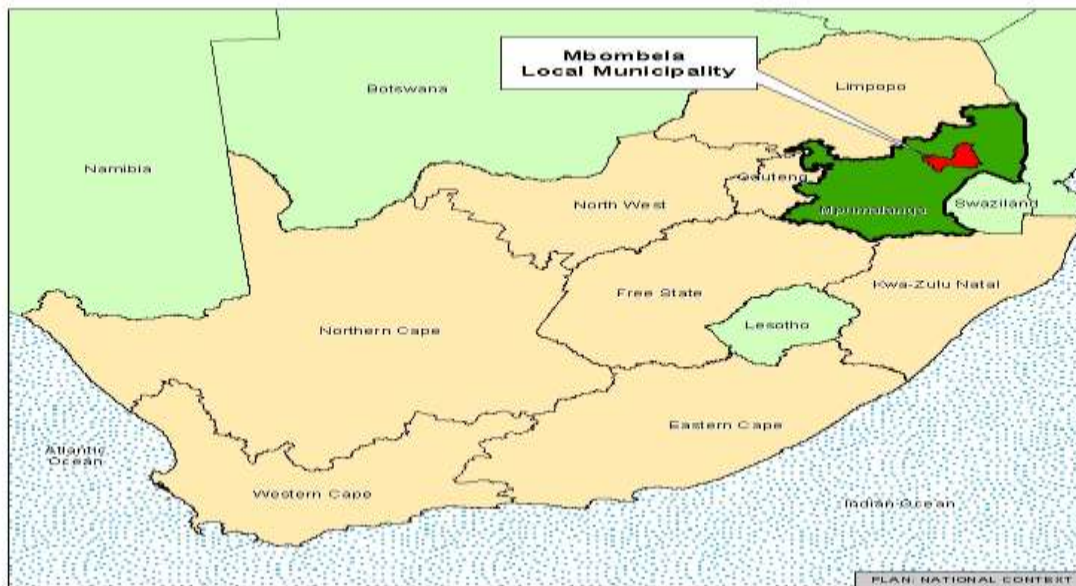 Mbombela
Local Municipality
Limpopo
Botswana
Namibia
Gauteng
North West
Mpumalanga
Swaziland
Free State
Kwa-Zulu Natal
Northern Cape
Lesotho
Eastern Cape
Atlantic
Ocean
Western Cape
Indian Ocean
PLAN: NATIONAL CONTEXT